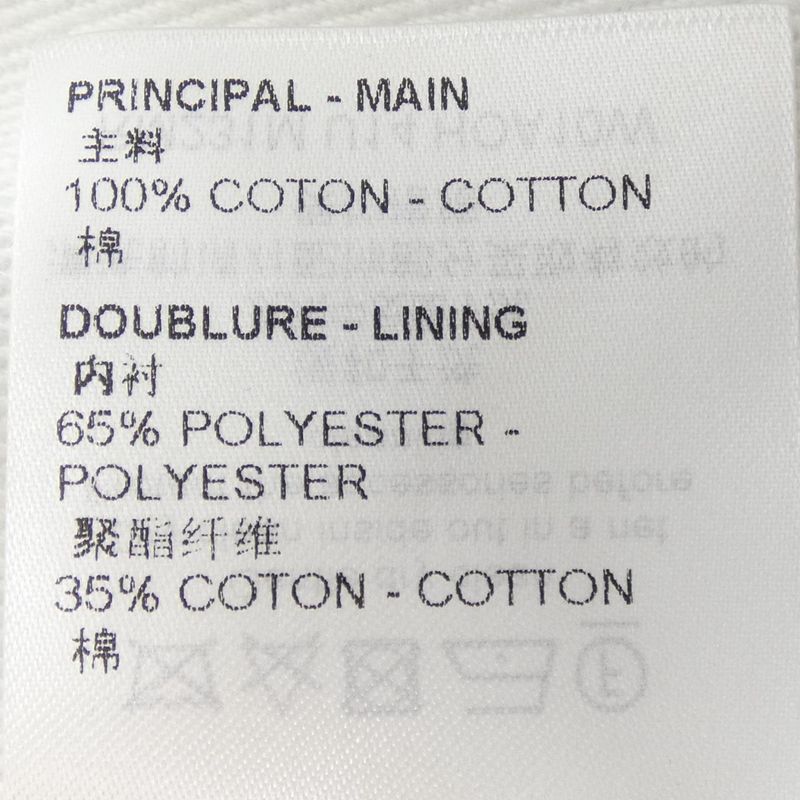 PRINCIPAL - MAIN
主料
100% COTON - COTTON
棉
DOUBLURE - LINING
内衬
65% POLYESTER -
POLYESTER
聚酯纤维
35% COTON - COTTON
棉